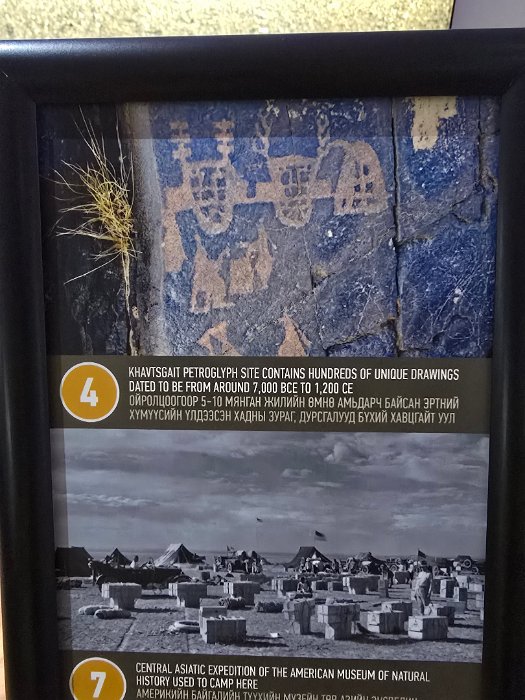 4
KHAVTSGAIT PETROGLYPH SITE CONTAINS HUNDREDS OF UNIQUE DRAWINGS
DATED TO BE FROM AROUND 7,000 BCE TO 1,200 CE
ОЙРОЛЦООГООР 5-10 МЯНГАН ЖИЛИЙН ӨМНӨ АМЬДАРЧ БАЙСАН ЭРТНИЙ
ХҮМҮҮСИЙН ҮЛДЭЭСЭН ХАДНЫ ЗУРАГ, ДУРСГАЛУУД БҮХИЙ ХАВЦГАЙТ УУЛ
7
CENTRAL ASIATIC EXPEDITION OF THE AMERICAN MUSEUM OF NATURAL
HISTORY USED TO CAMP HERE
АМЕРИКИЙН БАЙГАЛИЙН ТҮҮХИЙН МУЗЕЙН ТӨВ АЗИЙН